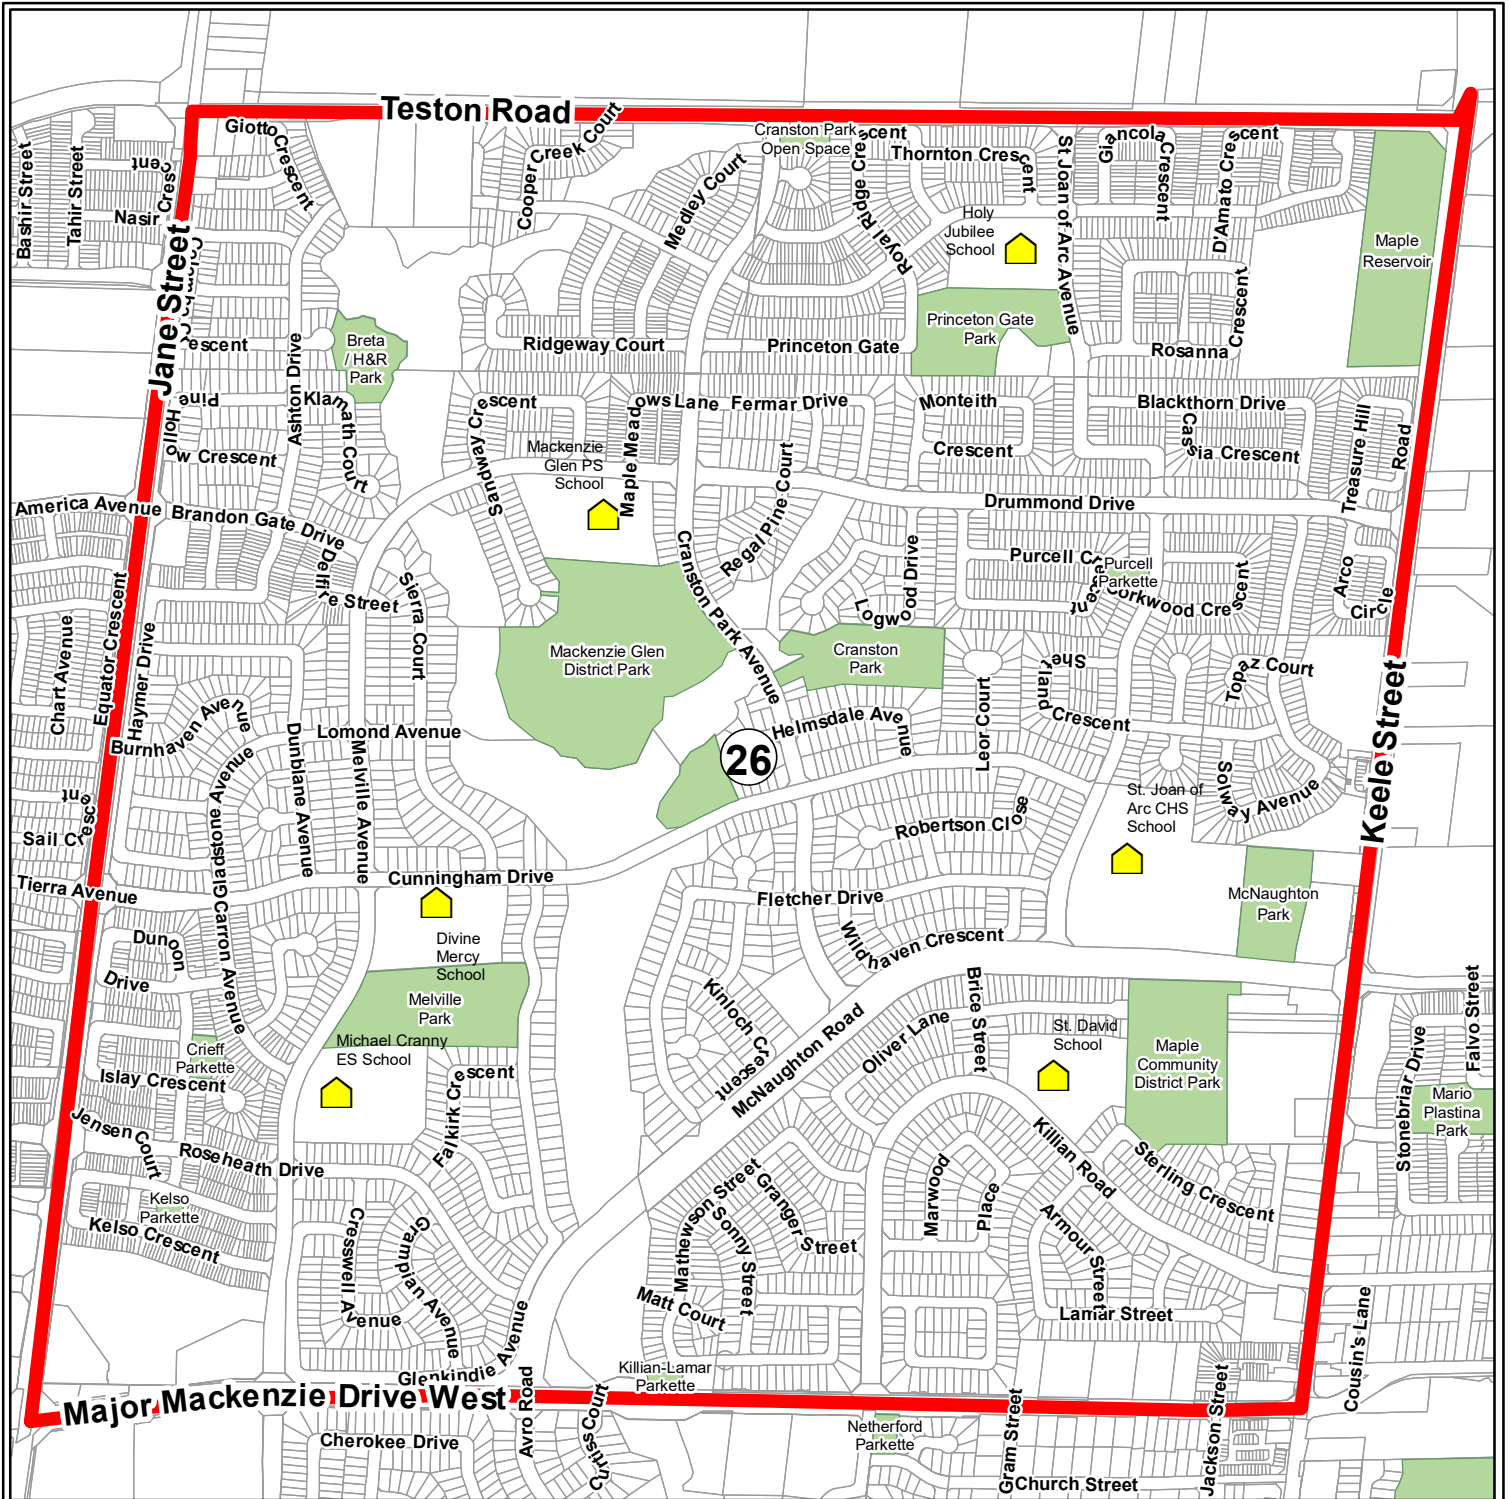 Teston Road
Cooper Creek Court
Giotto Crescent
Cranston Park
Open Space
Royal Ridge Crescent
Thornton Crescent
St Joan of Arc Avenue
Giancola Crescent
D'Amato Crescent
Bashir Street
Tahir Street
Nasir Crescent
Medley Court
Holy
Jubilee
School
Maple
Reservoir
Jane Street
Crescent
Ashton Drive
Breta
/ H&R
Park
Ridgeway Court
Princeton Gate
Princeton Gate
Park
Rosanna Crescent
Pine Hollow Crescent
Klamath Court
Sandway Crescent
Maple Meadows Lane
Fermar Drive
Monteith
Crescent
Blackthorn Drive
Cassia Crescent
Treasure Hill
Road
Mackenzie
Glen PS
School
America Avenue
Brandon Gate Drive
Regal Pine Court
Drummond Drive
Delfire Street
Sierra Court
Cranston Park Avenue
Logwood Drive
Purcell Crescent
Purcell
Parkette
Corkwood Crescent
Arco
Circle
Equator Crescent
Chart Avenue
Haymer Drive
Mackenzie Glen
District Park
Cranston
Park
Shetland
Crescent
Topaz Court
Burnhaven Avenue
Lomond Avenue
Helmsdale Avenue
Leor Court
Keele Street
26
Dunblane Avenue
Melville Avenue
Gladstone Avenue
Solway Avenue
St. Joan of
Arc CHS
School
Sail Crescent
Robertson Close
Tierra Avenue
Cunningham Drive
Fletcher Drive
McNaughton
Park
Carron Avenue
Dunoon
Drive
Divine
Mercy
School
Wildhaven Crescent
Melville
Park
Kinloch Crescent
McNaughton Road
Brice Street
Oliver Lane
St. David
School
Maple
Community
District Park
Falvo Street
Stonebriar Drive
Crieff
Parkette
Michael Cranny
ES School
Islay Crescent
Falkirk Crescent
Mario
Plastina
Park
Jensen Court
Roseheath Drive
Killian Road
Sterling Crescent
Kelso
Parkette
Kelso Crescent
Mathewson Street
Granger Street
Sonny Street
Marwood
Place
Armour Street
Cresswell Avenue
Grampian Avenue
Matt Court
Lamar Street
Cousin's Lane
Glenkindie Avenue
Killian-Lamar
Parkette
Major Mackenzie Drive West
Avro Road
Curtiss Court
Gram Street
Jackson Street
Netherford
Parkette
Cherokee Drive
Church Street